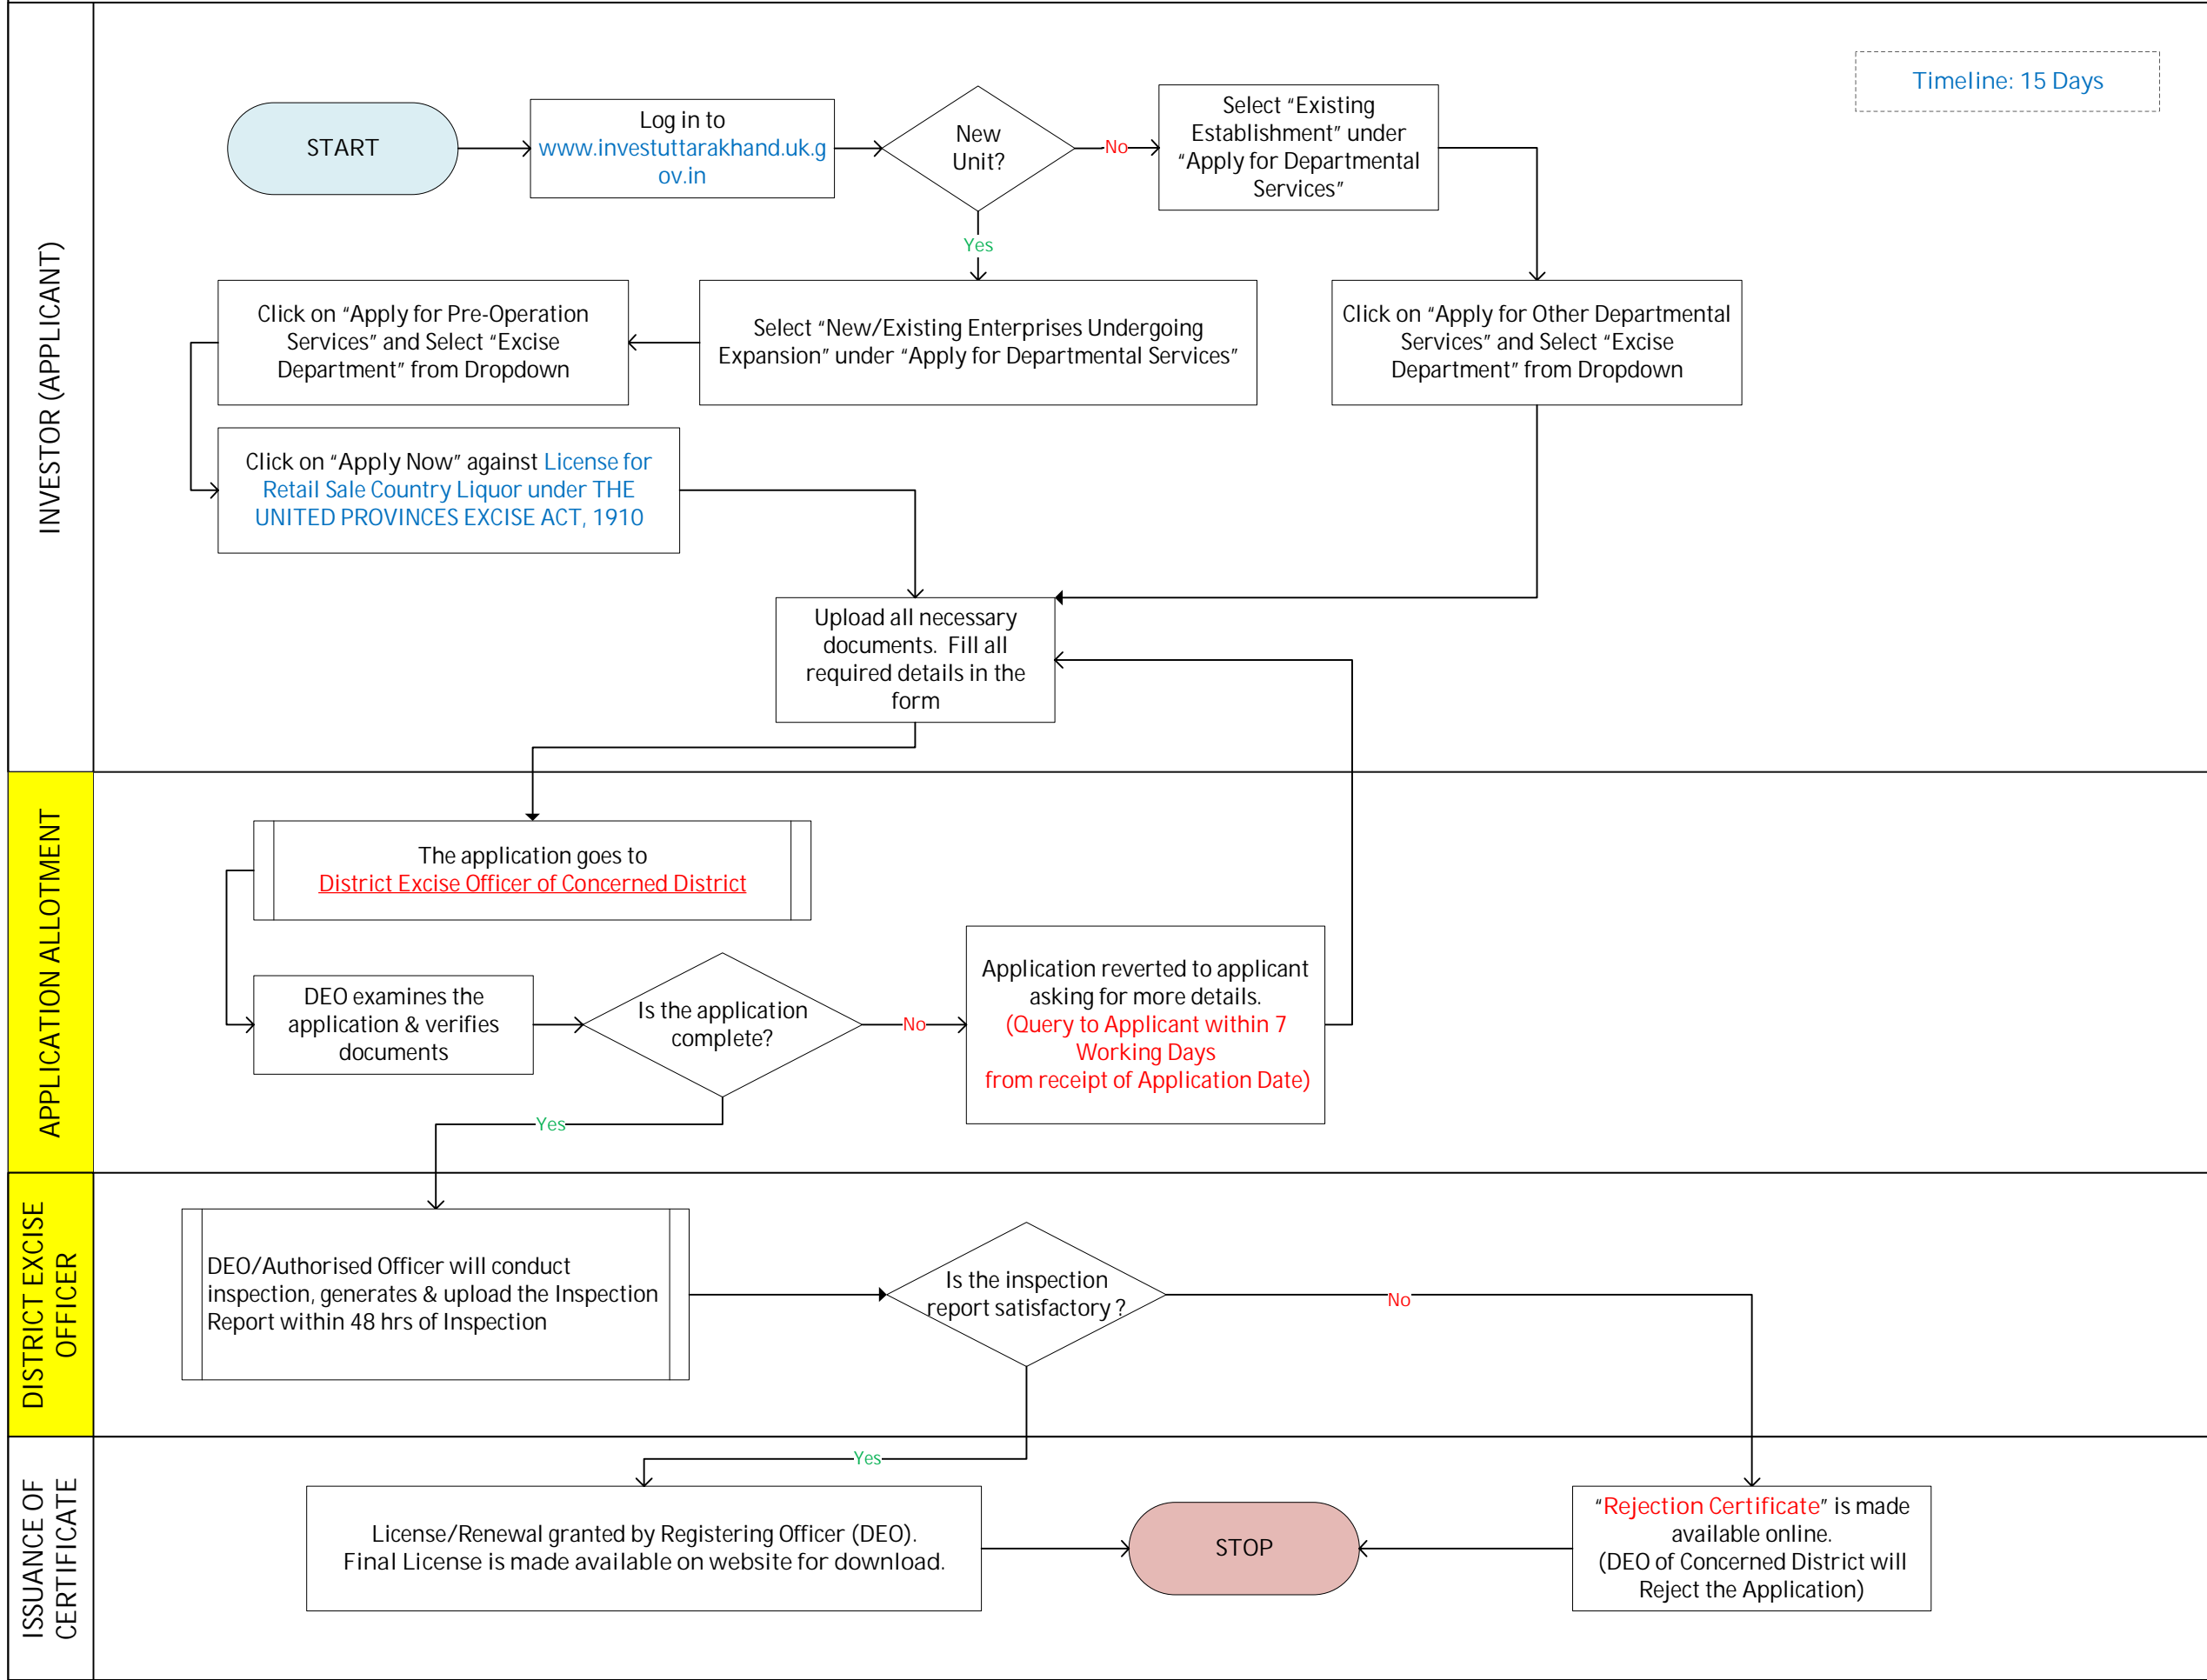 INVESTOR (APPLICANT)
Timeline: 15 Days
START
Log in to
www.investuttarakhand.uk.g
ov.in
New
Unit?
No
Select “Existing
Establishment” under
“Apply for Departmental
Services”
Yes
Click on “Apply for Pre-Operation
Services” and Select “Excise
Department” from Dropdown
Select “New/Existing Enterprises Undergoing
Expansion” under “Apply for Departmental Services”
Click on “Apply for Other Departmental
Services” and Select “Excise
Department” from Dropdown
Click on “Apply Now” against License for
Retail Sale Country Liquor under THE
UNITED PROVINCES EXCISE ACT, 1910
Upload all necessary
documents. Fill all
required details in the
form
APPLICATION ALLOTMENT
The application goes to
District Excise Officer of Concerned District
DEO examines the
application & verifies
documents
Is the application
complete?
No
Application reverted to applicant
asking for more details.
(Query to Applicant within 7
Working Days
from receipt of Application Date)
Yes
DISTRICT EXCISE
OFFICER
DEO/Authorised Officer will conduct
inspection, generates & upload the Inspection
Report within 48 hrs of Inspection
Is the inspection
report satisfactory ?
No
Yes
ISSUANCE OF
CERTIFICATE
License/Renewal granted by Registering Officer (DEO).
Final License is made available on website for download.
STOP
“Rejection Certificate” is made
available online.
(DEO of Concerned District will
Reject the Application)